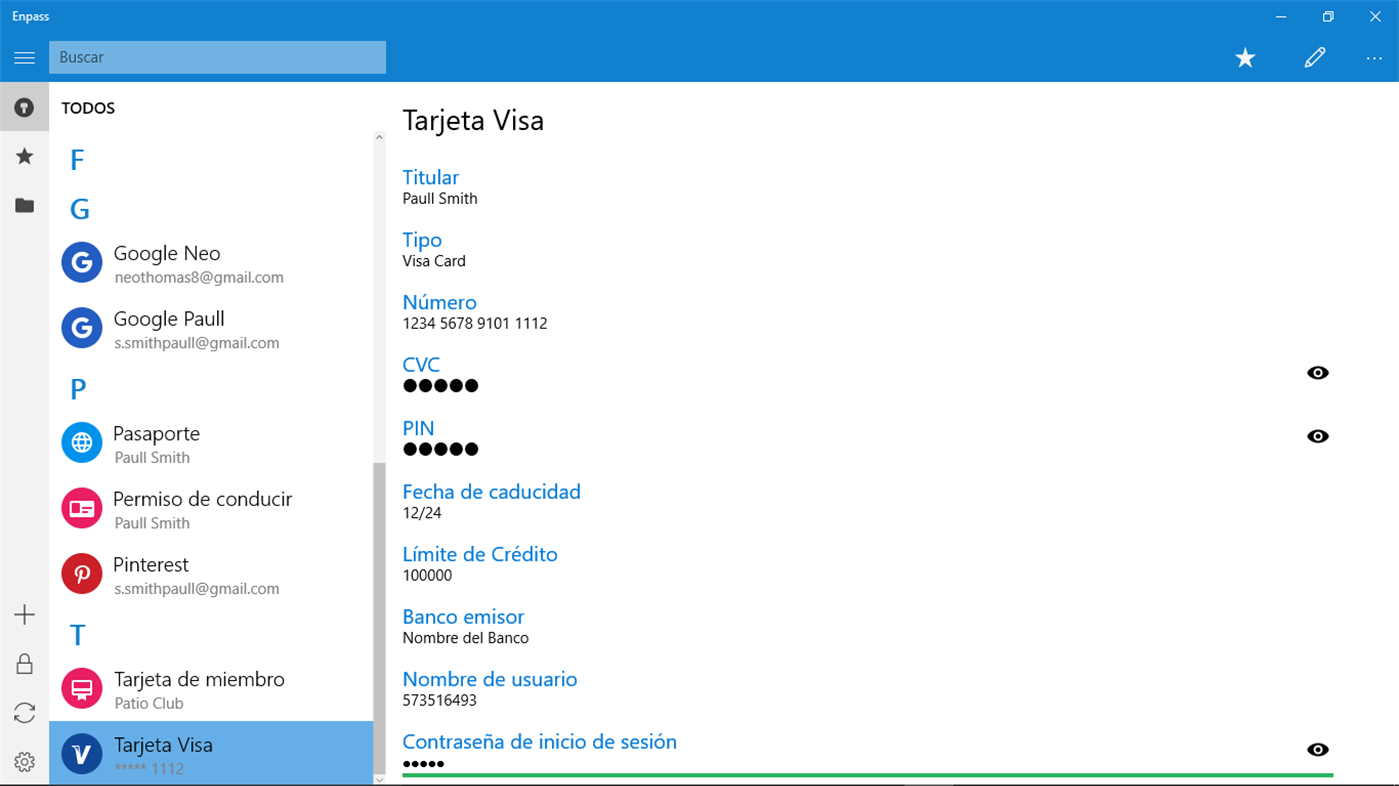 Enpass
Buscar
TODOS
F
G
Google Neo
neothomas8@gmail.com
Google Paull
s.smithpaull@gmail.com
P
Pasaporte
Paull Smith
Permiso de conducir
Paull Smith
Pinterest
s.smithpaull@gmail.com
T
Tarjeta de miembro
Patio Club
Tarjeta Visa
***** 1112
Tarjeta Visa
Titular
Paull Smith
Tipo
Visa Card
Número
1234 5678 9101 1112
CVC
●●●●●
PIN
●●●●●
Fecha de caducidad
12/24
Límite de Crédito
100000
Banco emisor
Nombre del Banco
Nombre de usuario
573516493
Contraseña de inicio de sesión
●●●●●